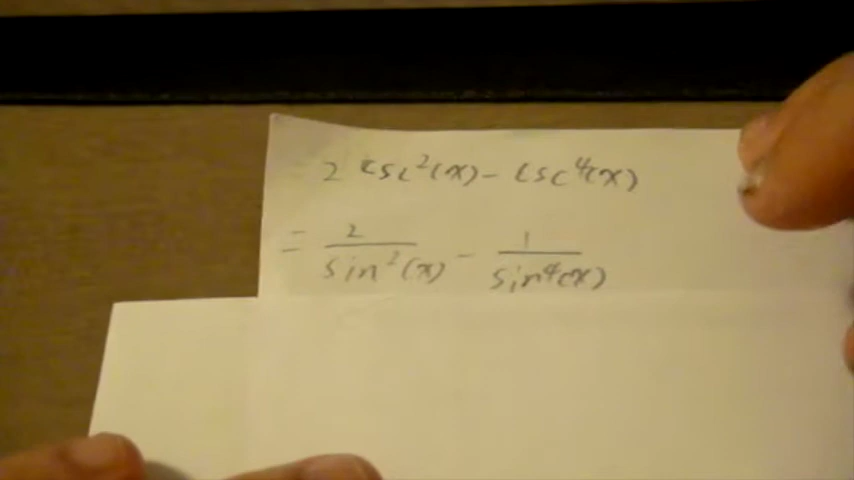 2 csc²(x) - csc⁴(x)
= 2/sin²(x) - 1/sin⁴(x)